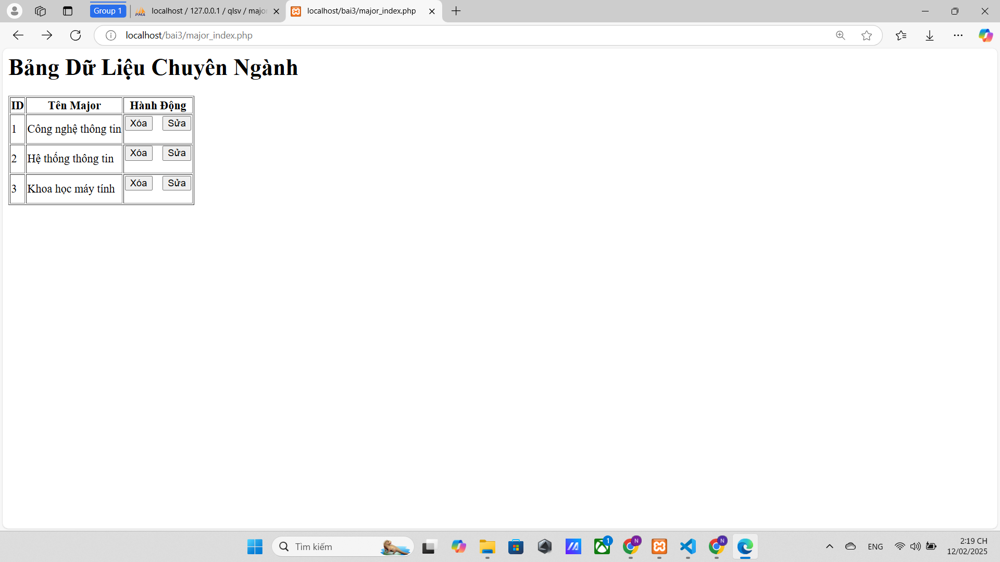 Group 1
localhost / 127.0.0.1 / qlsv / major
localhost/bai3/major_index.php
localhost/bai3/major_index.php
Bảng Dữ Liệu Chuyên Ngành
ID Tên Major Hành Động
1 Công nghệ thông tin Xóa Sửa
2 Hệ thống thông tin Xóa Sửa
3 Khoa học máy tính Xóa Sửa
Tìm kiếm
1
N
N
ENG
2:19 CH
12/02/2025
PMA